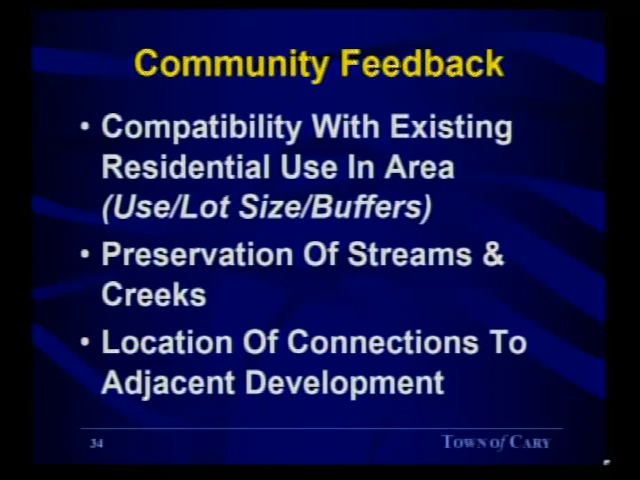 Community Feedback
• Compatibility With Existing
Residential Use In Area
(Use/Lot Size/Buffers)
• Preservation Of Streams &
Creeks
• Location Of Connections To
Adjacent Development
34
TOWN of CARY